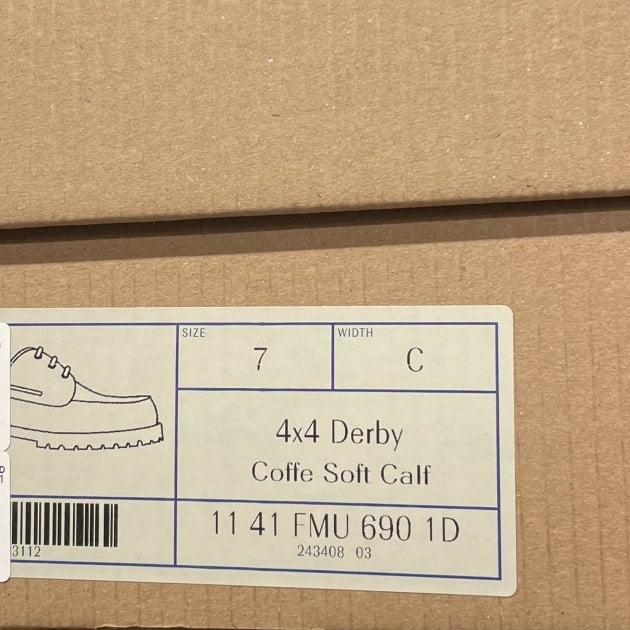 SIZE
7
WIDTH
C
4x4 Derby
Coffe Soft Calf
11 41 FMU 690 1D
243408 03
3112